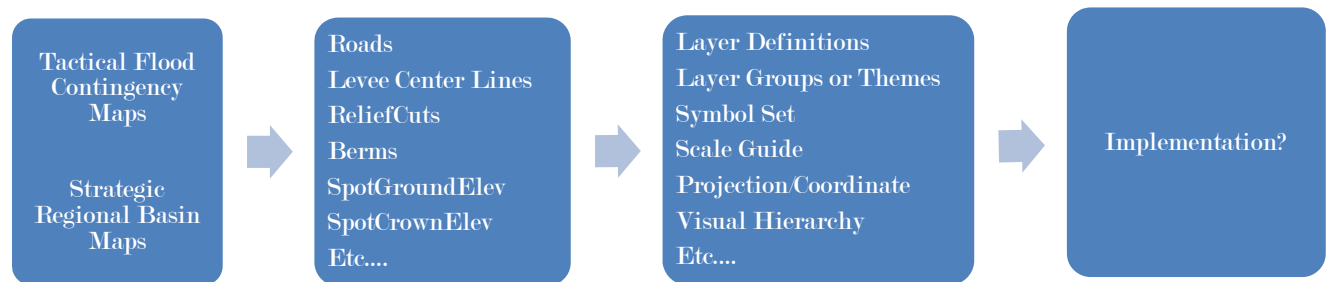 Tactical Flood
Contingency
Maps
Strategic
Regional Basin
Maps
Roads
Levee Center Lines
ReliefCuts
Berms
SpotGroundElev
SpotCrownElev
Etc....
Layer Definitions
Layer Groups or Themes
Symbol Set
Scale Guide
Projection/Coordinate
Visual Hierarchy
Etc....
Implementation?